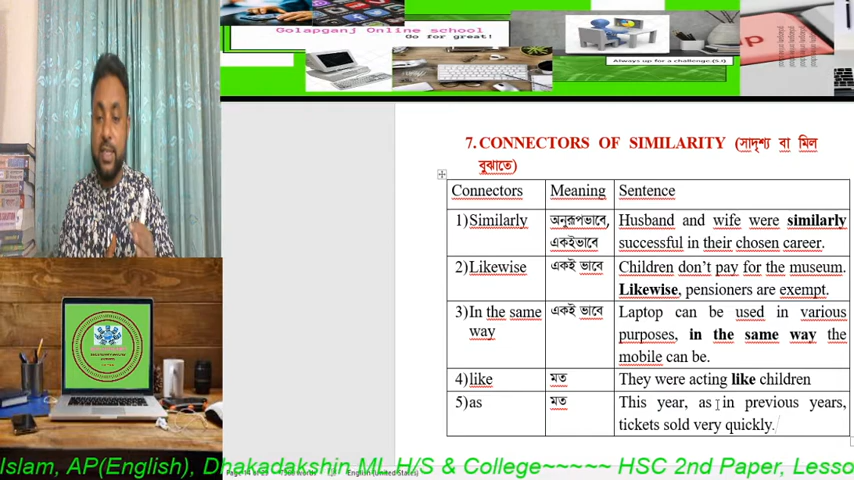 Golapganj Online school
Go for great!
Always up for a challenge.(S.I)
7. CONNECTORS OF SIMILARITY (সাদৃশ্য বা মিল
বুঝাতে)
Connectors Meaning Sentence
1) Similarly অনুরূপভাবে, Husband and wife were similarly
একইভাবে successful in their chosen career.
2) Likewise একই ভাবে Children don't pay for the museum.
Likewise, pensioners are exempt.
3) In the same একই ভাবে Laptop can be used in various
way purposes, in the same way the
mobile can be.
4) like মত They were acting like children
5) as মত This year, as in previous years,
tickets sold very quickly.
Islam, AP(English), Dhakadakshin ML H/S & College~~~~~ HSC 2nd Paper, Lesso
English (United States)